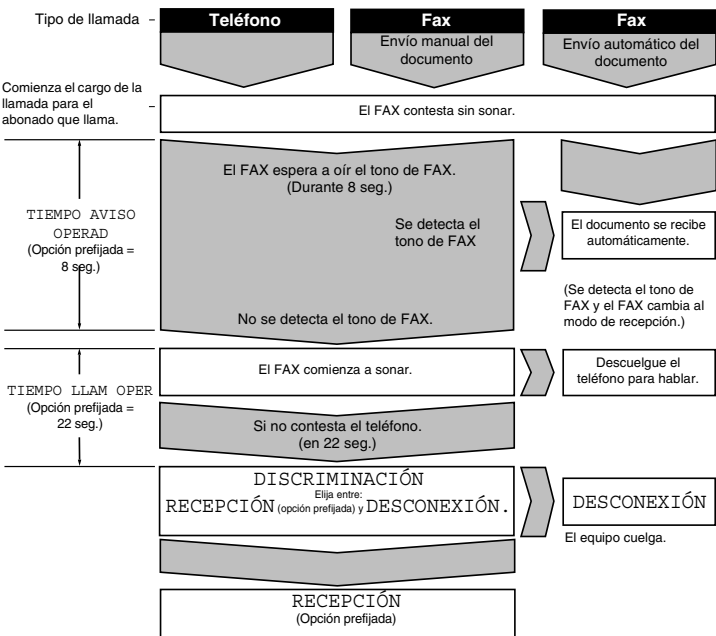 Tipo de llamada
Teléfono
Fax
Fax
Envío manual del
documento
Envío automático del
documento
Comienza el cargo de la
llamada para el
abonado que llama.
El FAX contesta sin sonar.
El FAX espera a oír el tono de FAX.
(Durante 8 seg.)
TIEMPO AVISO
OPERAD
(Opción prefijada =
8 seg.)
Se detecta el
tono de FAX
El documento se recibe
automáticamente.
(Se detecta el tono de
FAX y el FAX cambia al
modo de recepción.)
No se detecta el tono de FAX.
El FAX comienza a sonar.
Descuelgue el
teléfono para hablar.
TIEMPO LLAM OPER
(Opción prefijada =
22 seg.)
Si no contesta el teléfono.
(en 22 seg.)
DISCRIMINACIÓN
Elija entre:
RECEPCIÓN (opción prefijada) y DESCONEXIÓN.
DESCONEXIÓN
El equipo cuelga.
RECEPCIÓN
(Opción prefijada)